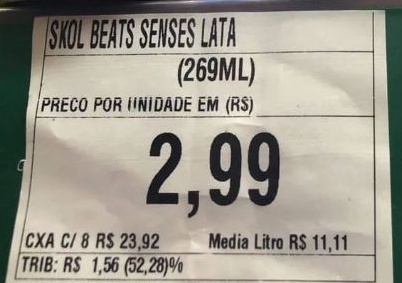 SKOL BEATS SENSES LATA
(269ML)
PRECO POR UNIDADE EM (R$)
2,99
CXA C/ 8 R$ 23,92 Media Litro R$ 11,11
TRIB: R$ 1,56 (52,28)%